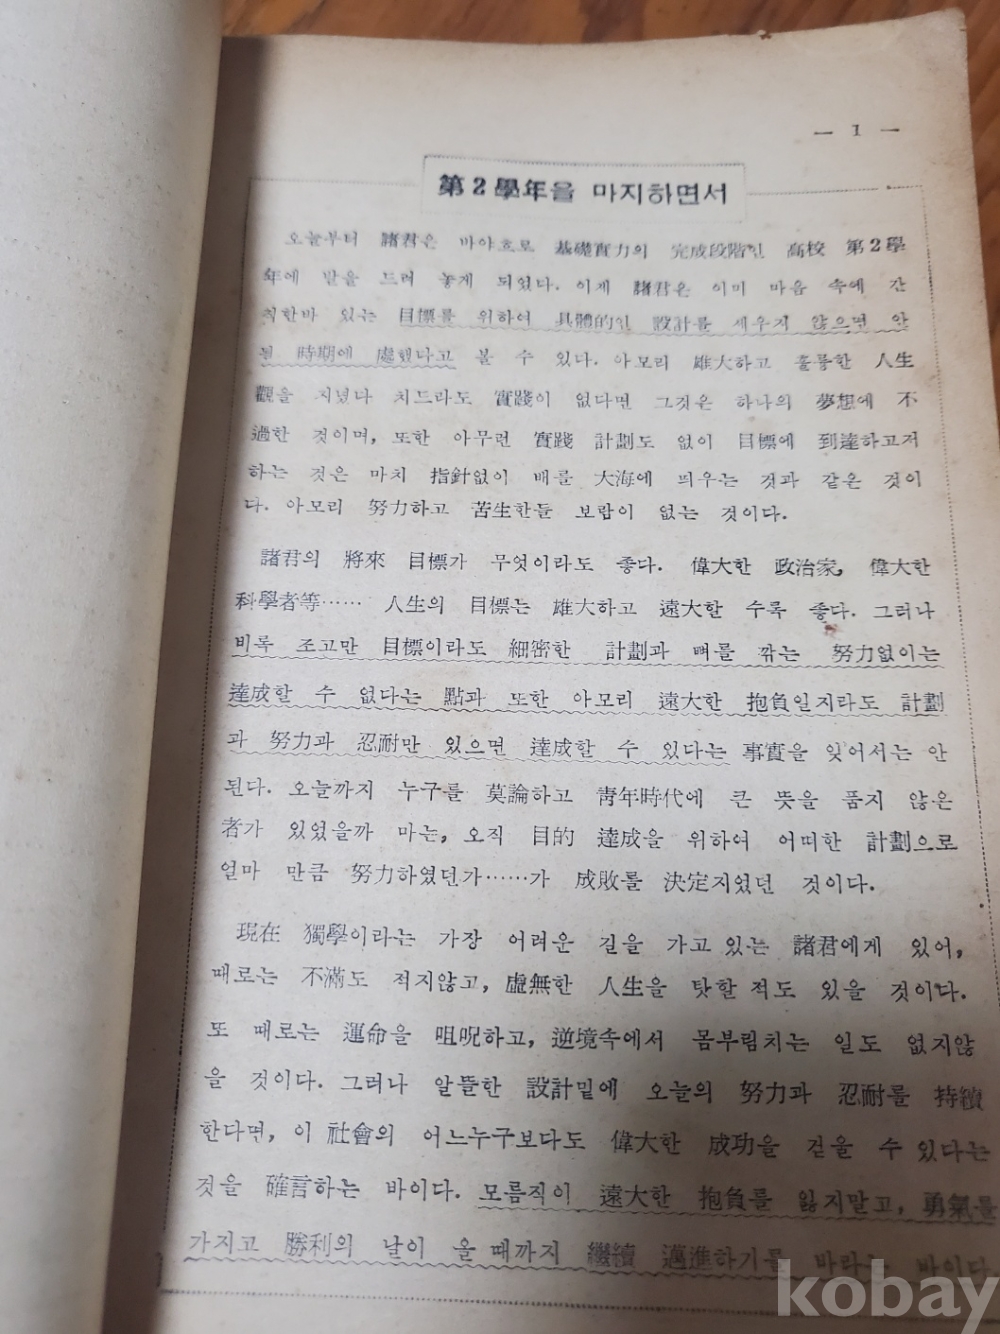 — 1 —
第2學年을 마지하면서
오늘부터 諸君은 바야흐로 基礎實力의 完成段階인 高校 第2學
年에 발을 드려 놓게 되었다. 이제 諸君은 이미 마음 속에 간
직한바 있는 目標를 위하여 具體的인 設計를 세우지 않으면 안
될 時期에 處했다고 볼 수 있다. 아모리 雄大하고 훌륭한 人生
觀을 지녔다 치드라도 實踐이 없다면 그것은 하나의 夢想에 不
過한 것이며, 또한 아무런 實踐 計劃도 없이 目標에 到達하고저
하는 것은 마치 指針없이 배를 大海에 띄우는 것과 같은 것이
다. 아모리 努力하고 苦生한들 보람이 없는 것이다.
諸君의 將來 目標가 무엇이라도 좋다. 偉大한 政治家, 偉大한
科學者等…… 人生의 目標는 雄大하고 遠大한 수록 좋다. 그러나
비록 조고만 目標이라도 細密한 計劃과 뼈를 깎는 努力없이는
達成할 수 없다는 點과 또한 아모리 遠大한 抱負일지라도 計劃
과 努力과 忍耐만 있으면 達成할 수 있다는 事實을 잊어서는 안
된다. 오늘까지 누구를 莫論하고 靑年時代에 큰 뜻을 품지 않은
者가 있었을까 마는, 오직 目的 達成을 위하여 어떠한 計劃으로
얼마 만큼 努力하였던가……가 成敗를 決定지었던 것이다.
現在 獨學이라는 가장 어려운 길을 가고 있는 諸君에게 있어,
때로는 不滿도 적지않고, 虛無한 人生을 탓할 적도 있을 것이다.
또 때로는 運命을 咀呪하고, 逆境속에서 몸부림치는 일도 없지않
을 것이다. 그러나 알뜰한 設計밑에 오늘의 努力과 忍耐를 持續
한다면, 이 社會의 어느누구보다도 偉大한 成功을 걷울 수 있다는
것을 確言하는 바이다. 모름직이 遠大한 抱負를 잃지말고, 勇氣를
가지고 勝利의 날이 올 때까지 繼續 邁進하기를 바라는 바이다.
kobay